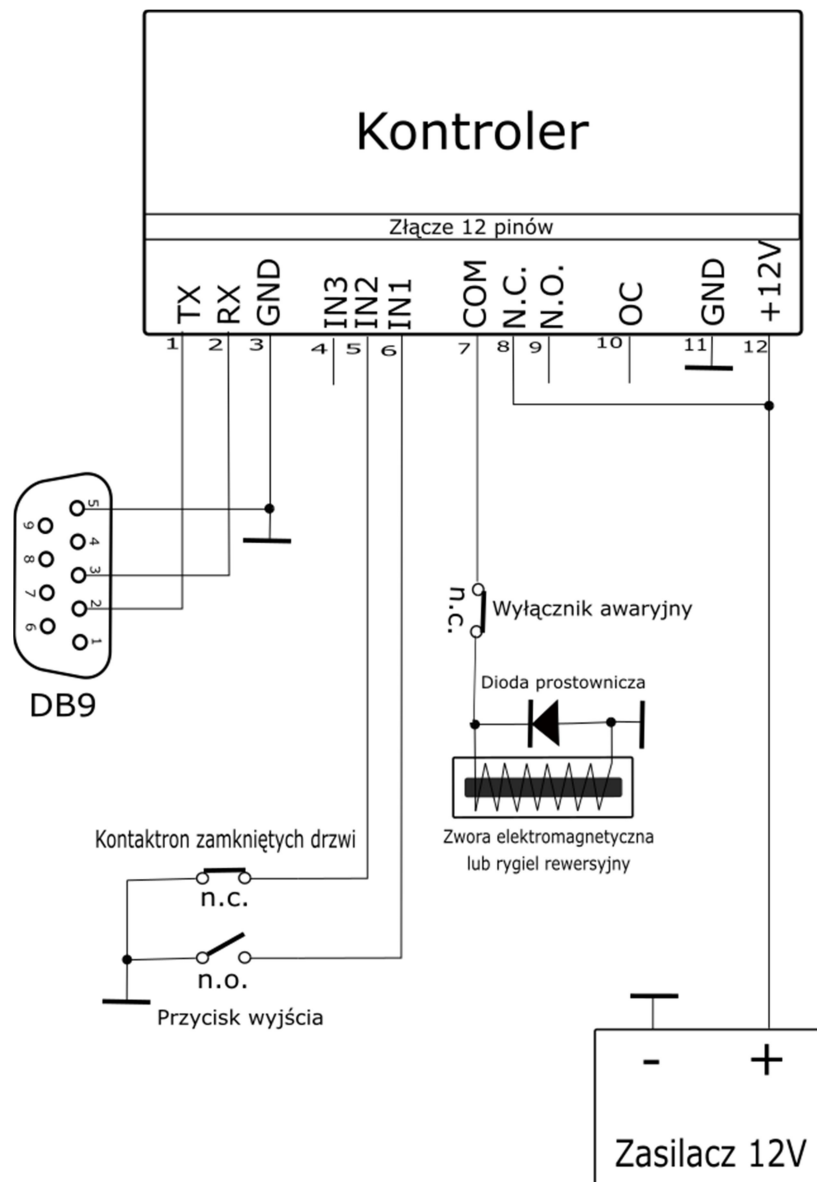 Kontroler
Złącze 12 pinów
TX RX GND IN3 IN2 IN1 COM N.C. N.O. OC GND +12V
1 2 3 4 5 6 7 8 9 10 11 12
5
9
4
8
3
7
2
6
1
DB9
n.c.
Wyłącznik awaryjny
Dioda prostownicza
Zwora elektromagnetyczna
lub rygiel rewersyjny
Kontaktron zamkniętych drzwi
n.c.
n.o.
Przycisk wyjścia
- +
Zasilacz 12V